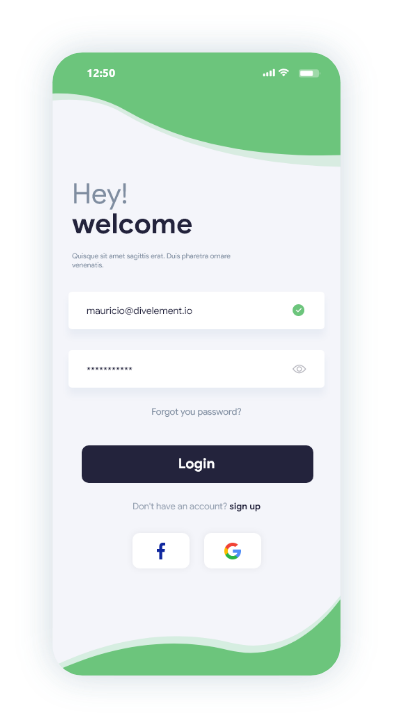 12:50
Hey!
welcome
Quisque sit amet sagittis erat. Duis pharetra ornare
venenatis.
mauricio@divelement.io
***********
Forgot you password?
Login
Don't have an account? sign up